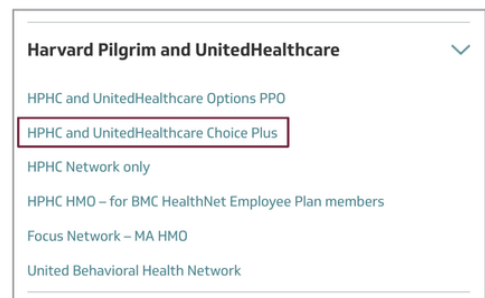 Harvard Pilgrim and UnitedHealthcare
HPHC and UnitedHealthcare Options PPO
HPHC and UnitedHealthcare Choice Plus
HPHC Network only
HPHC HMO – for BMC HealthNet Employee Plan members
Focus Network – MA HMO
United Behavioral Health Network